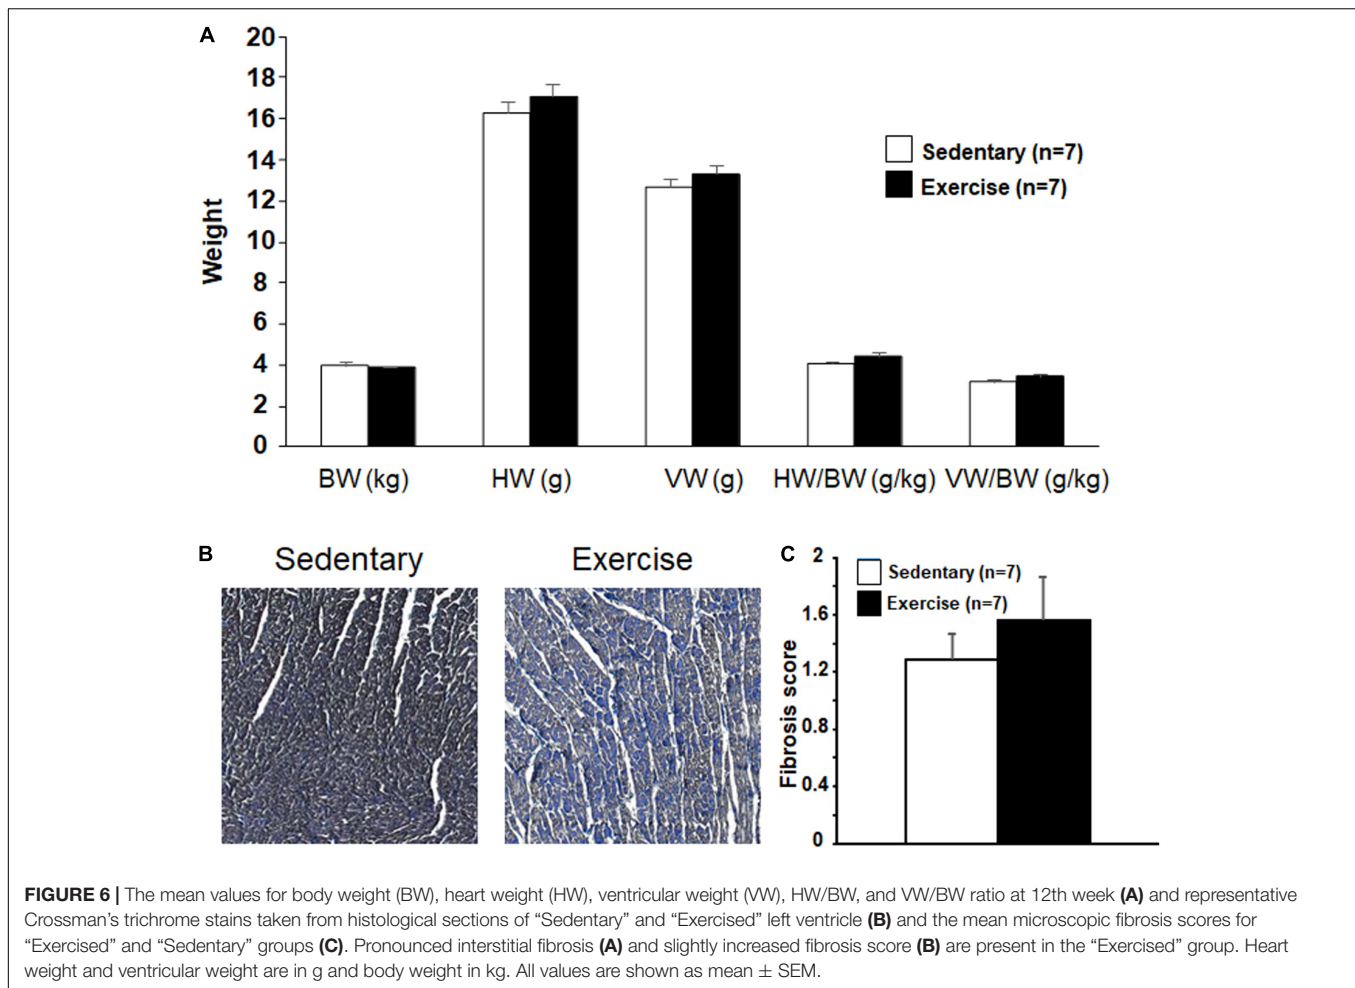 A
20
18
16
14
12
10
8
6
4
2
0
Weight
Sedentary (n=7)
Exercise (n=7)
BW (kg)
HW (g)
VW (g)
HW/BW (g/kg)
VW/BW (g/kg)
B
Sedentary
Exercise
C
2
1.6
1.2
0.8
0.4
0
Fibrosis score
Sedentary (n=7)
Exercise (n=7)
FIGURE 6 | The mean values for body weight (BW), heart weight (HW), ventricular weight (VW), HW/BW, and VW/BW ratio at 12th week (A) and representative
Crossman's trichrome stains taken from histological sections of “Sedentary” and “Exercised” left ventricle (B) and the mean microscopic fibrosis scores for
“Exercised” and “Sedentary” groups (C). Pronounced interstitial fibrosis (A) and slightly increased fibrosis score (B) are present in the “Exercised” group. Heart
weight and ventricular weight are in g and body weight in kg. All values are shown as mean ± SEM.